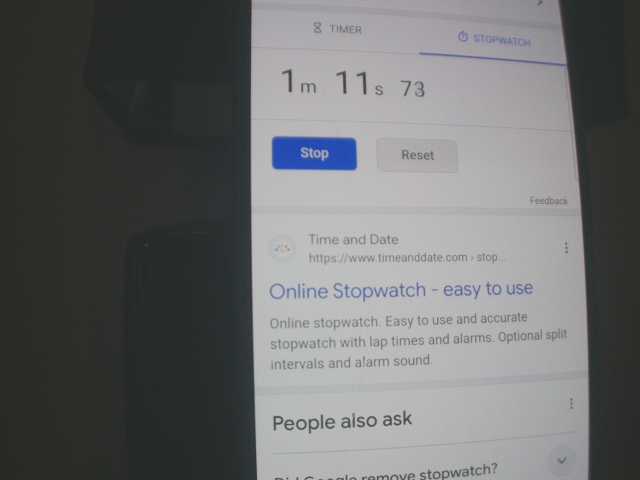 TIMER STOPWATCH
1m 11s 73
Stop Reset
Feedback
Time and Date
https://www.timeanddate.com › stop...
Online Stopwatch - easy to use
Online stopwatch. Easy to use and accurate
stopwatch with lap times and alarms. Optional split
intervals and alarm sound.
People also ask
Did Google remove stopwatch?